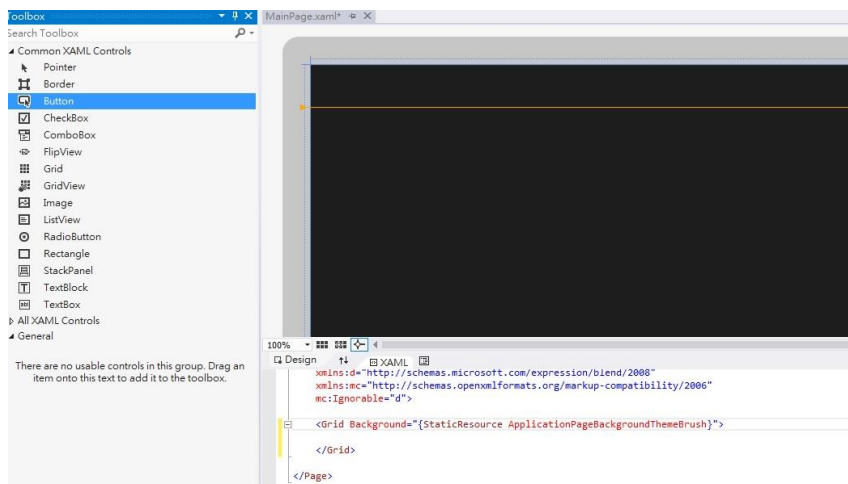 Toolbox
MainPage.xaml*
Search Toolbox
Common XAML Controls
Pointer
Border
Button
CheckBox
ComboBox
FlipView
Grid
GridView
Image
ListView
RadioButton
Rectangle
StackPanel
TextBlock
TextBox
All XAML Controls
General
There are no usable controls in this group. Drag an
item onto this text to add it to the toolbox.
100%
Design
XAML
xmlns:d="http://schemas.microsoft.com/expression/blend/2008"
xmlns:mc="http://schemas.openxmlformats.org/markup-compatibility/2006"
mc:Ignorable="d">
<Grid Background="{StaticResource ApplicationPageBackgroundThemeBrush}">
</Grid>
</Page>